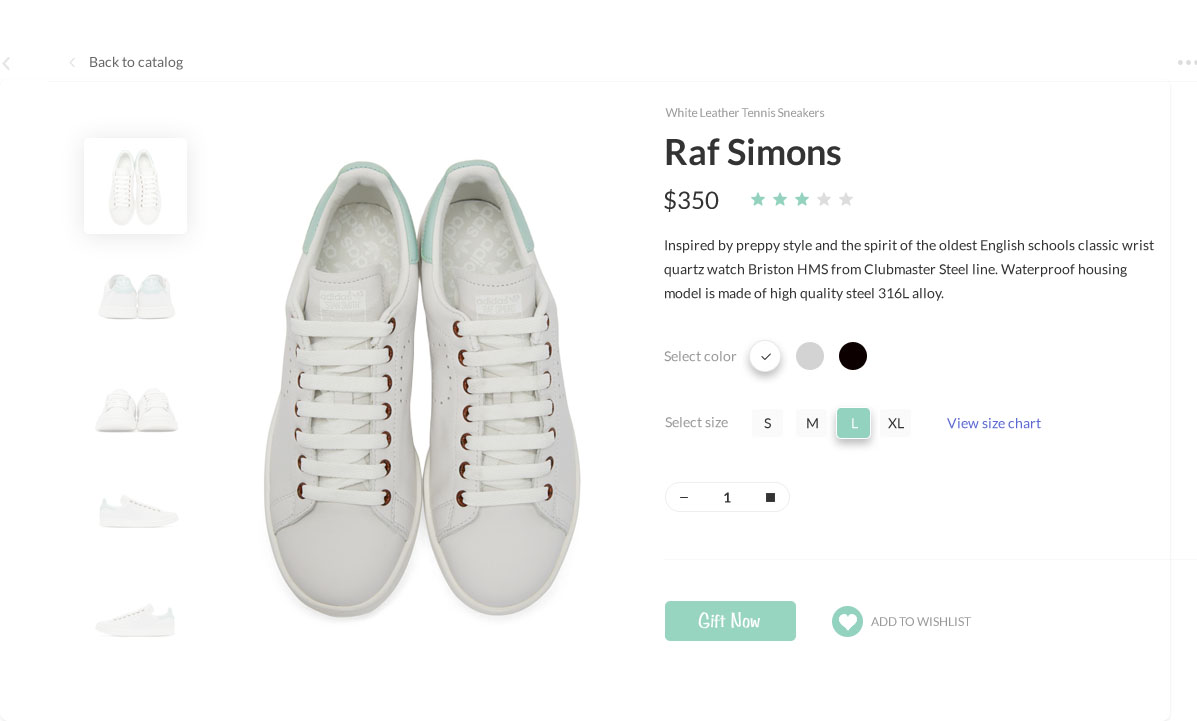 Back to catalog
White Leather Tennis Sneakers
Raf Simons
$350
Inspired by preppy style and the spirit of the oldest English schools classic wrist
quartz watch Briston HMS from Clubmaster Steel line. Waterproof housing
model is made of high quality steel 316L alloy.
Select color
Select size S M L XL View size chart
− 1
Gift Now ADD TO WISHLIST